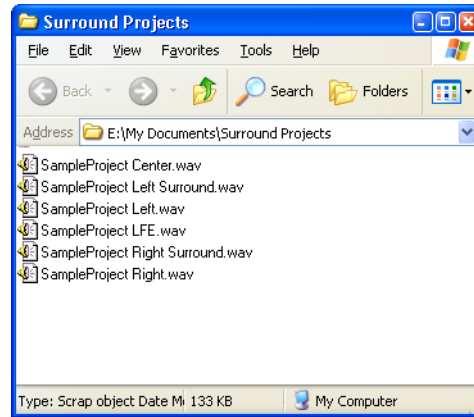 Surround Projects
File Edit View Favorites Tools Help
Back Search Folders
Address E:\My Documents\Surround Projects
SampleProject Center.wav
SampleProject Left Surround.wav
SampleProject Left.wav
SampleProject LFE.wav
SampleProject Right Surround.wav
SampleProject Right.wav
Type: Scrap object Date M 133 KB My Computer